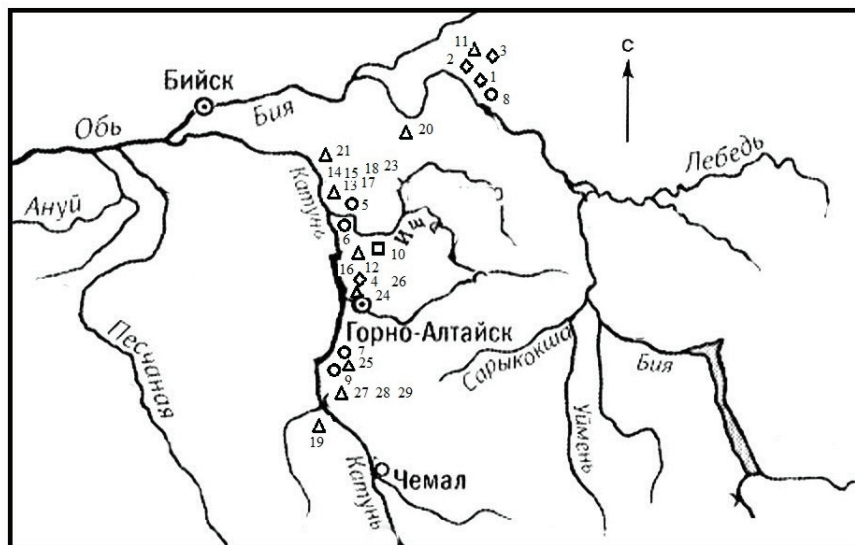 11
3
2
1
8
с
Бийск
Бия
Обь
20
21
Лебедь
14 15 18 23
13 17
5
Катунь
Ануй
6
Иша
10
16 12
4 26
24
Горно-Алтайск
7
25
9
Сарыкокша
Бия
27 28 29
Песчаная
Уймень
19
Чемал
Катунь